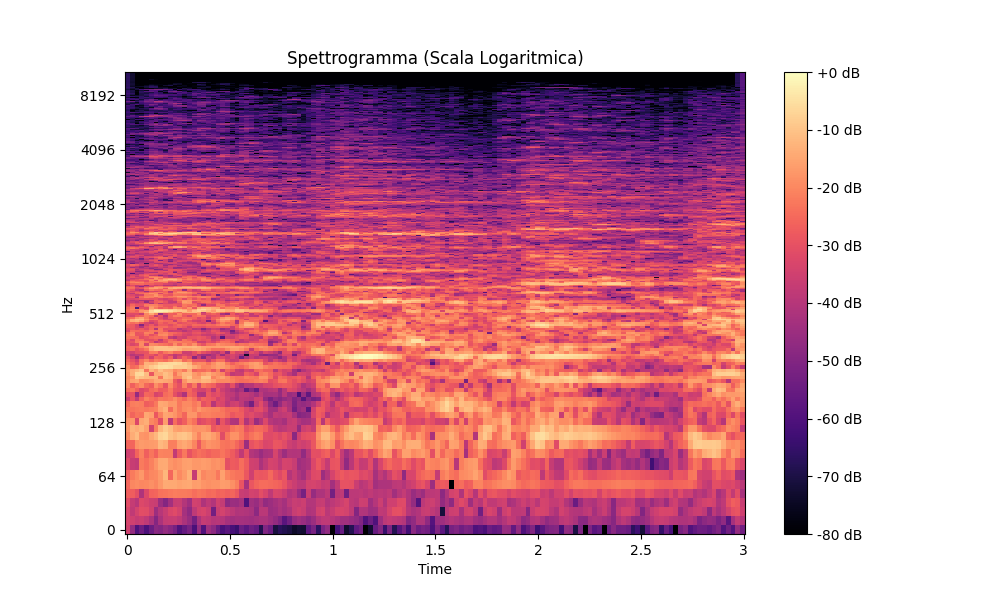 Spettrogramma (Scala Logaritmica)
Hz
8192
4096
2048
1024
512
256
128
64
0
0
0.5
1
1.5
2
2.5
3
Time
+0 dB
-10 dB
-20 dB
-30 dB
-40 dB
-50 dB
-60 dB
-70 dB
-80 dB